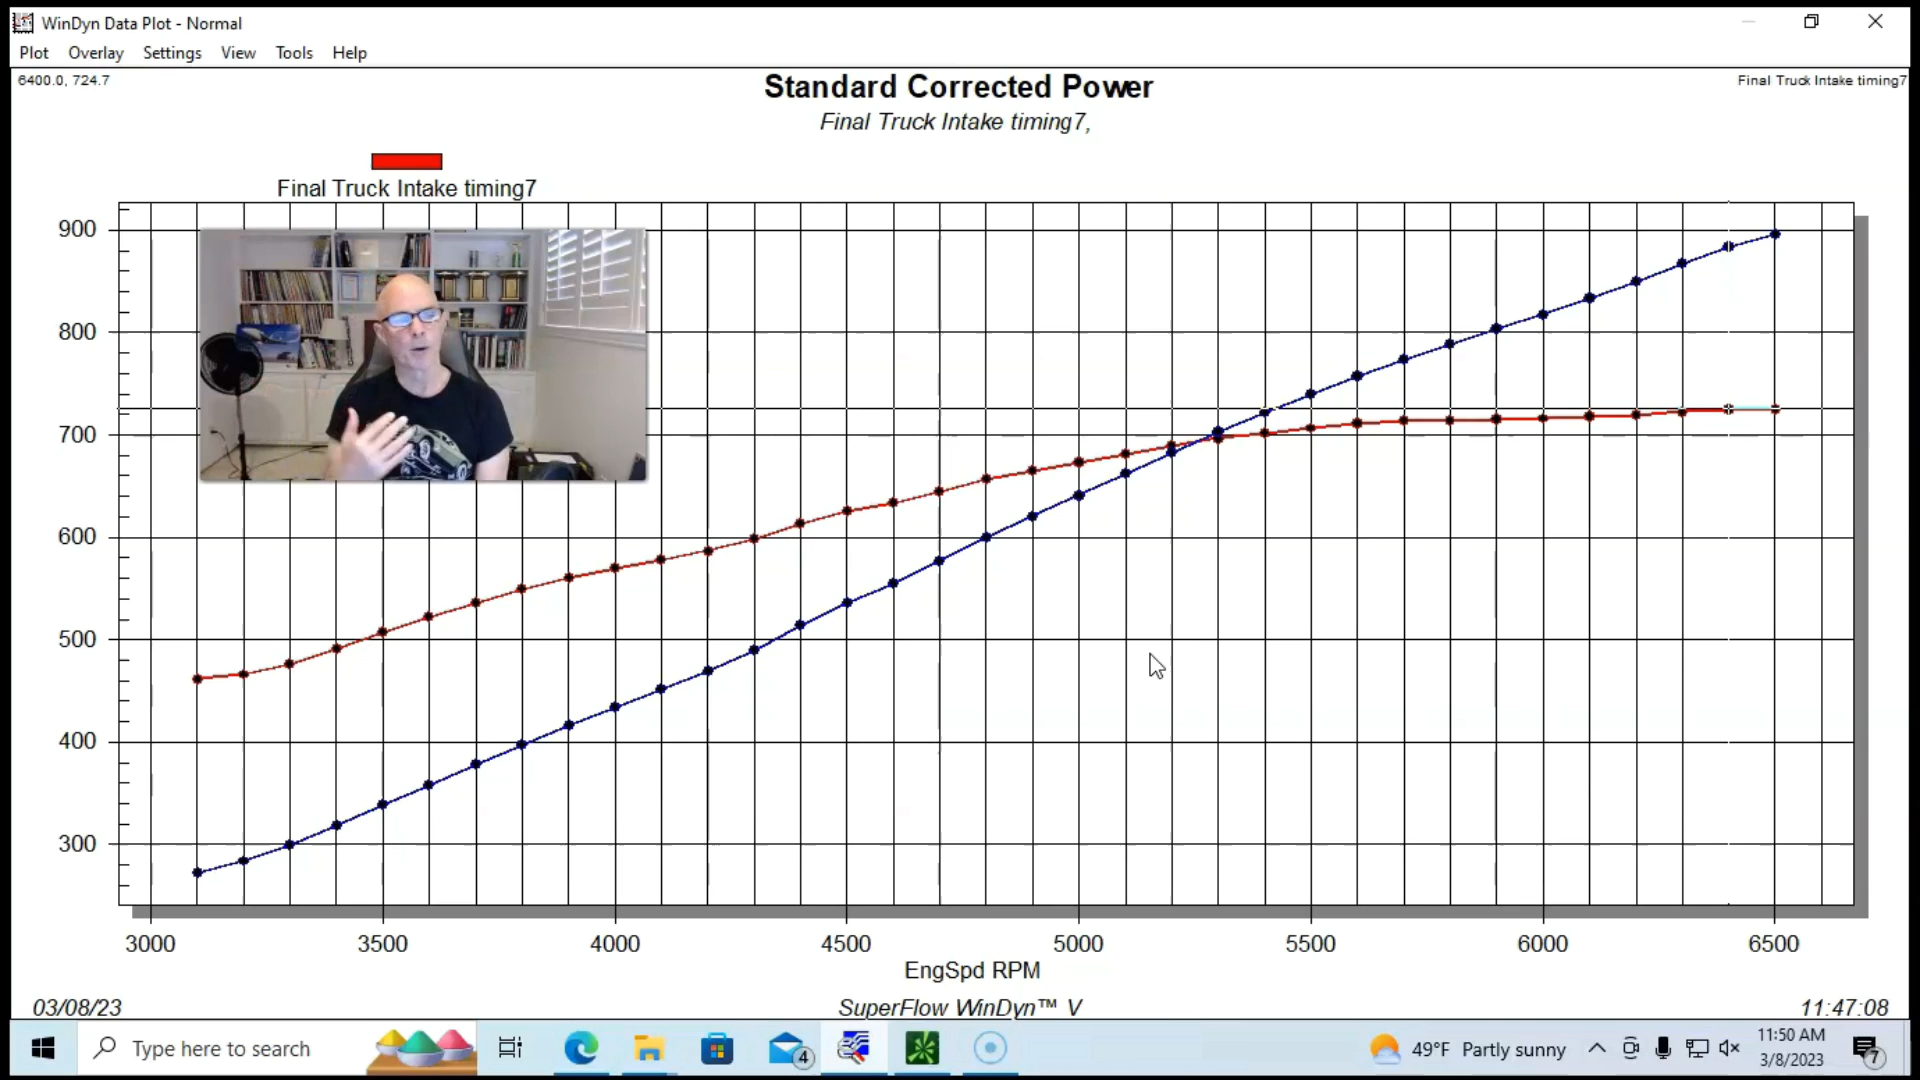 WinDyn Data Plot - Normal
Plot Overlay Settings View Tools Help
6400.0, 724.7
Standard Corrected Power
Final Truck Intake timing7
Final Truck Intake timing7,
Final Truck Intake timing7
900
800
700
600
500
400
300
3000 3500 4000 4500 5000 5500 6000 6500
EngSpd RPM
03/08/23 SuperFlow WinDyn™ V 11:47:08
Type here to search
4
49°F Partly sunny
11:50 AM
3/8/2023
7